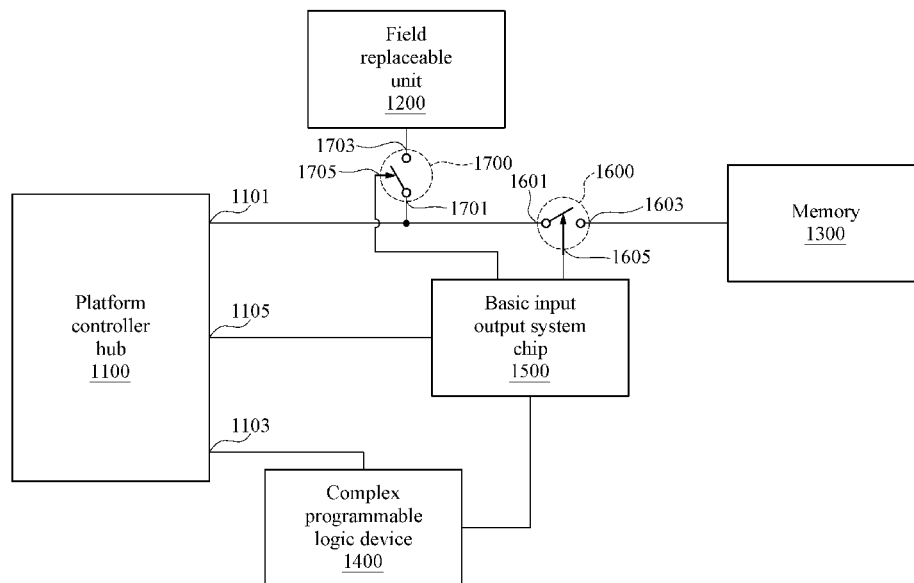 Field
replaceable
unit
1200
1703
1700
1705
1701
1101
1601
1600
1603
1605
Memory
1300
Platform
controller
hub
1100
1105
Basic input
output system
chip
1500
1103
Complex
programmable
logic device
1400